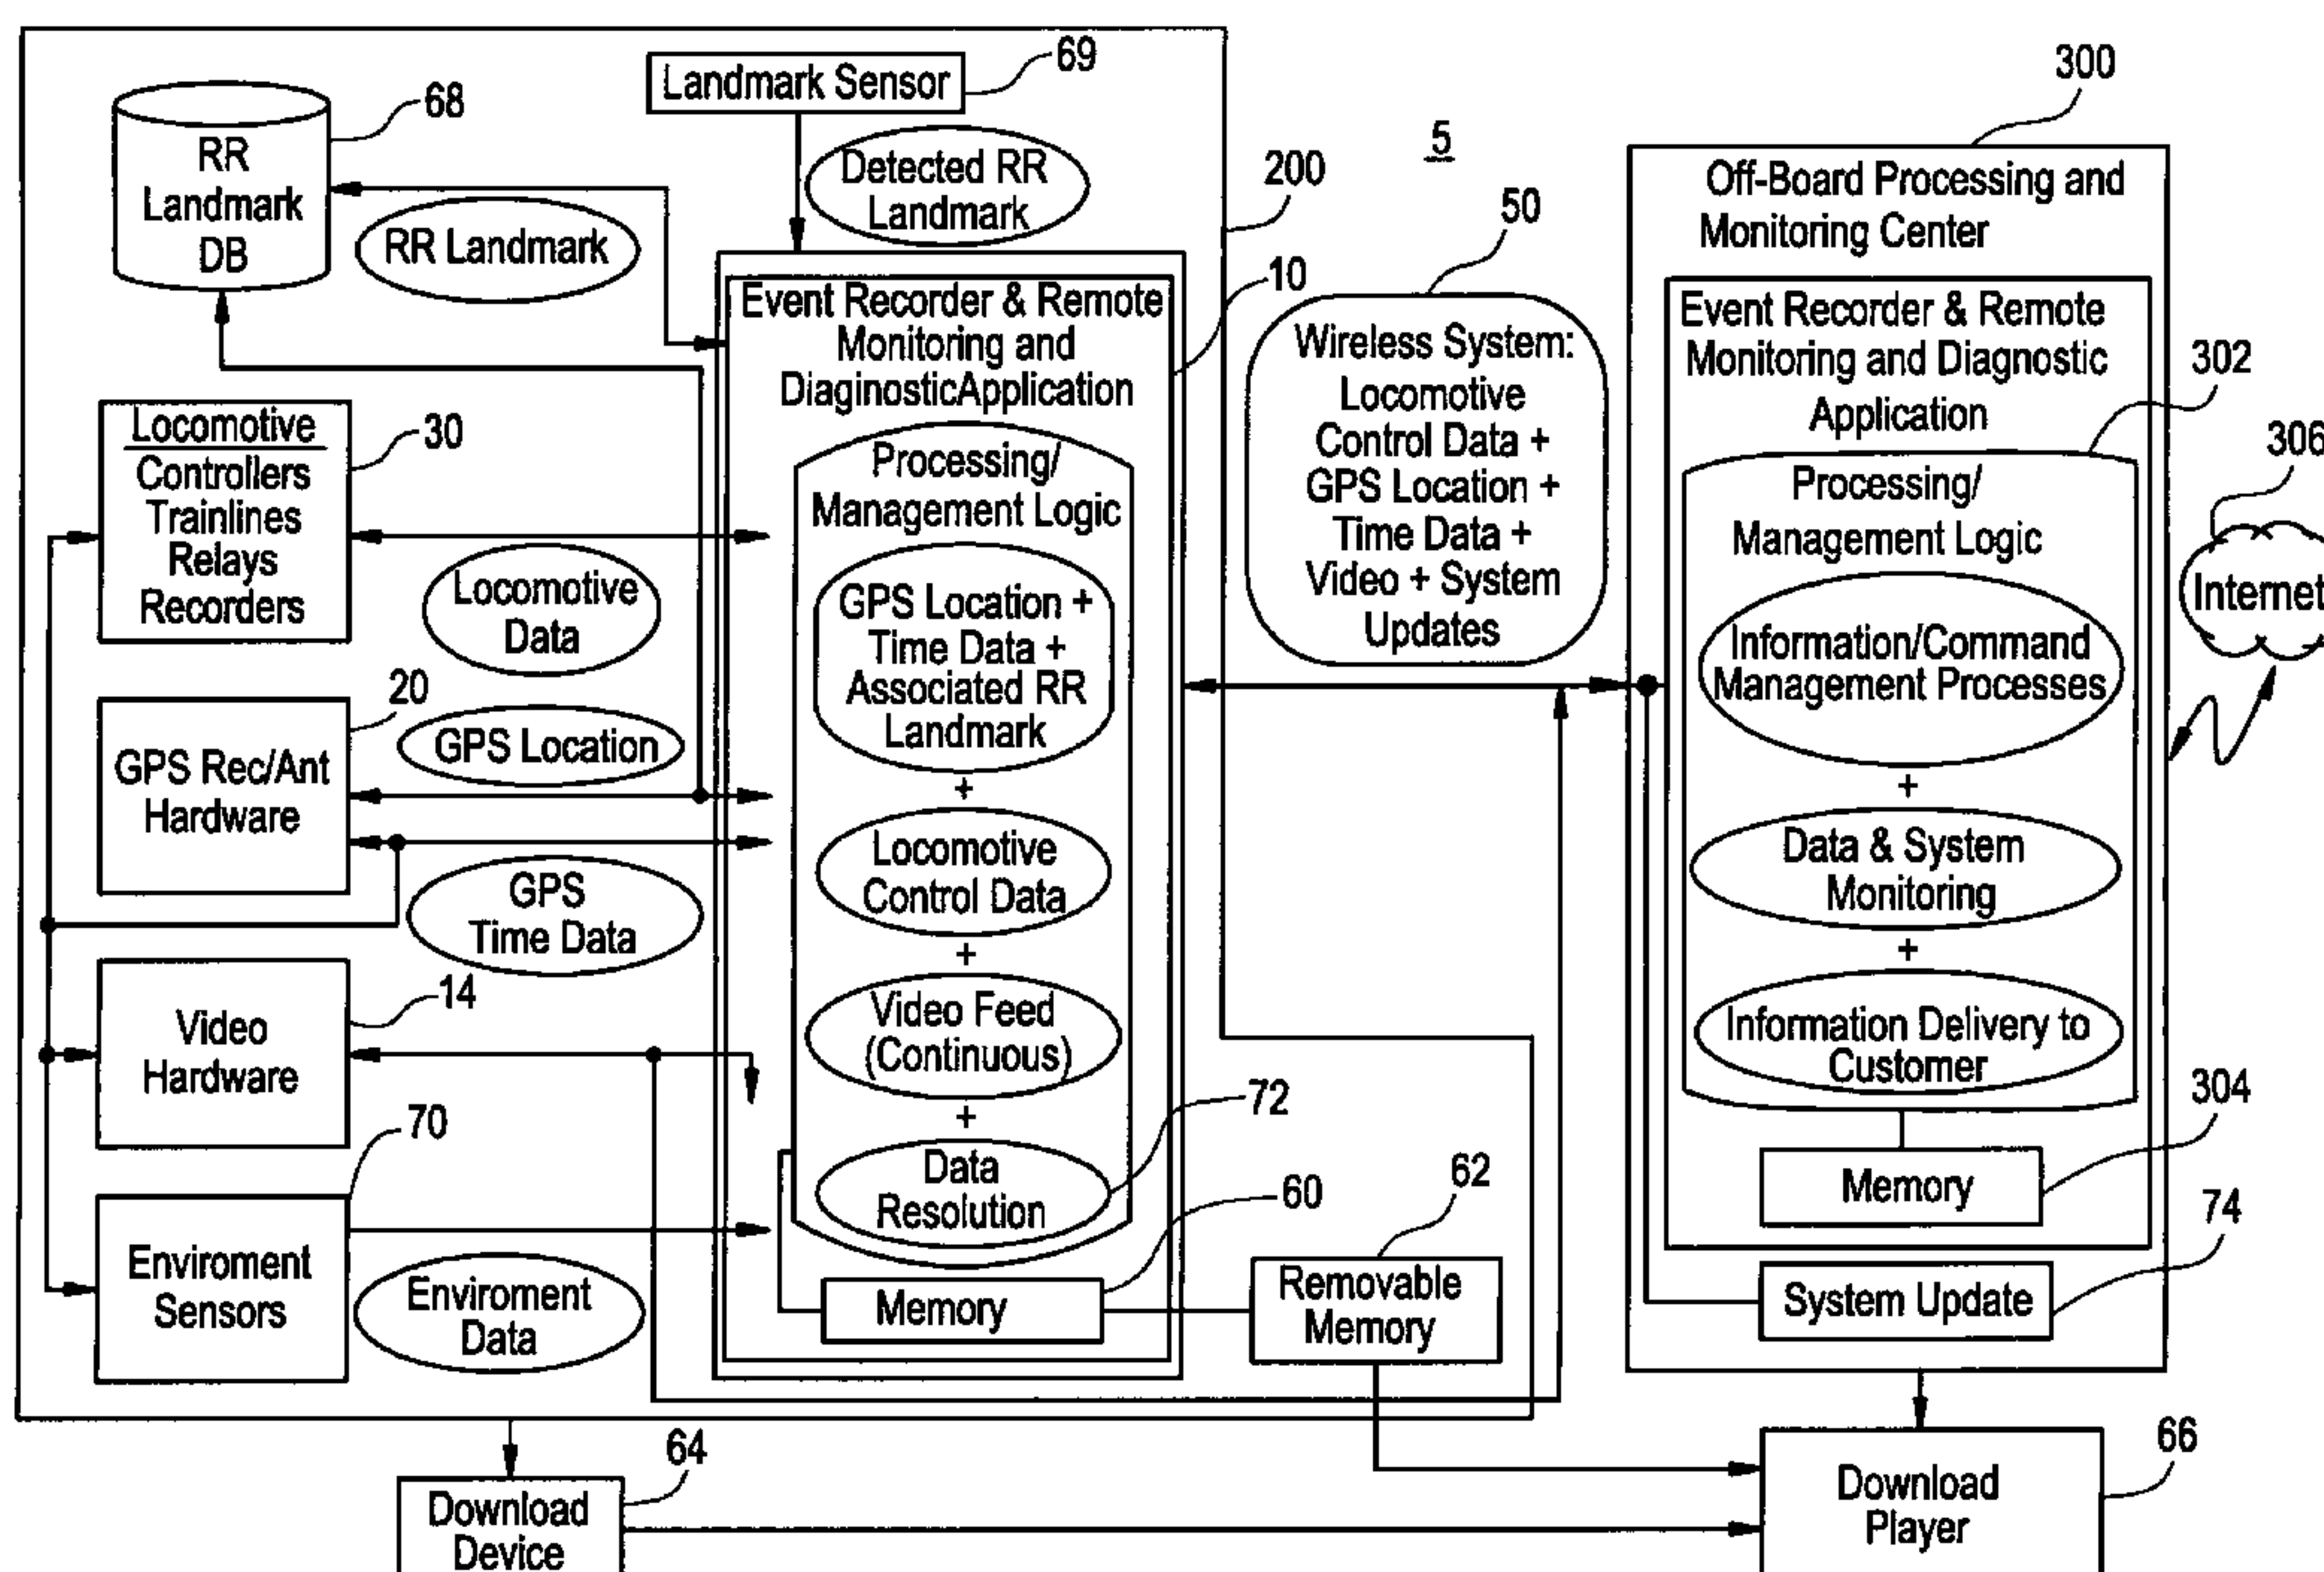 Landmark Sensor
69
68
RR
Landmark
DB
Detected RR
Landmark
RR Landmark
5
200
50
300
10
Off-Board Processing and
Monitoring Center
Event Recorder & Remote
Monitoring and
DiaginosticApplication
Wireless System:
Locomotive
Control Data +
GPS Location +
Time Data +
Video + System
Updates
Event Recorder & Remote
Monitoring and Diagnostic
Application
302
306
Internet
Locomotive
Controllers
Trainlines
Relays
Recorders
30
Locomotive
Data
Processing/
Management Logic
GPS Location +
Time Data +
Associated RR
Landmark
+
Locomotive
Control Data
+
Video Feed
(Continuous)
+
Data
Resolution
72
Memory
60
Processing/
Management Logic
Information/Command
Management Processes
+
Data & System
Monitoring
+
Information Delivery to
Customer
Memory
304
System Update
74
20
GPS Rec/Ant
Hardware
GPS Location
GPS
Time Data
14
Video
Hardware
70
Enviroment
Sensors
Enviroment
Data
62
Removable
Memory
64
Download
Device
66
Download
Player